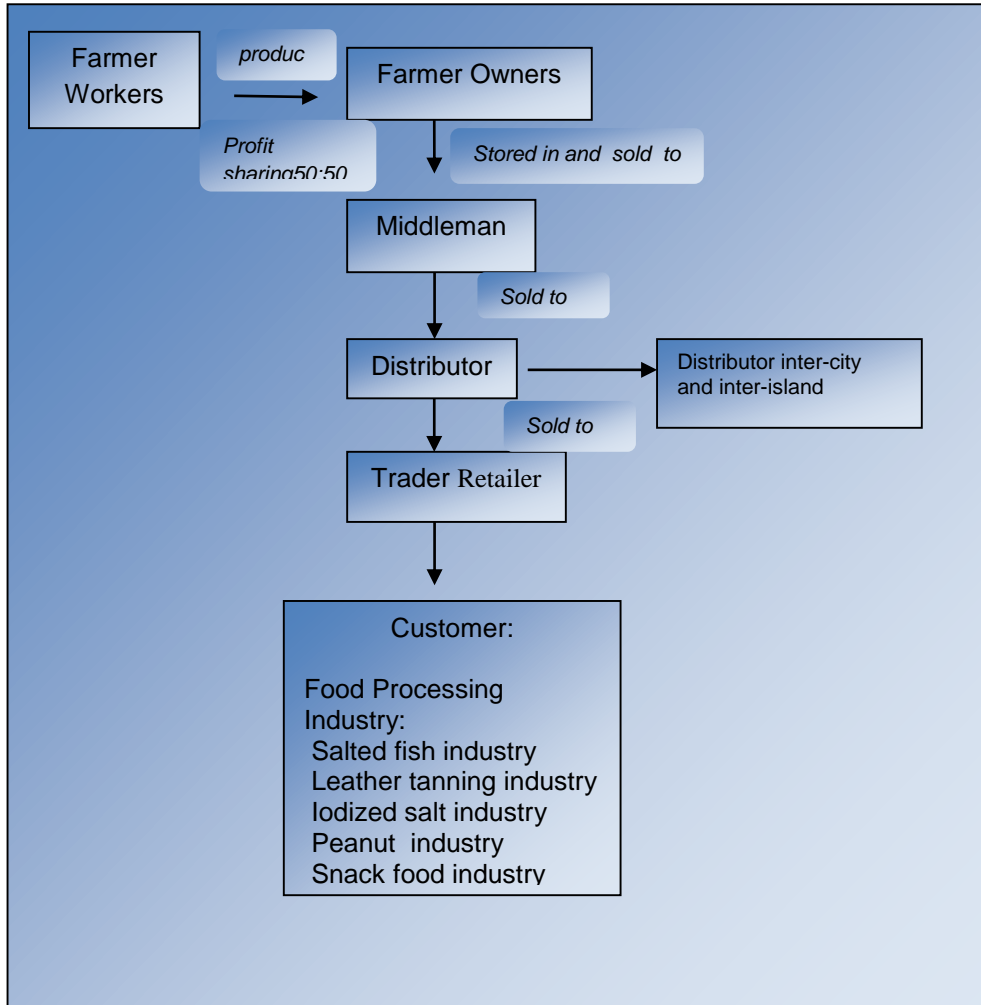 Farmer
Workers
produc
Farmer Owners
Profit
sharing50:50
Stored in and sold to
Middleman
Sold to
Distributor
Distributor inter-city
and inter-island
Sold to
Trader Retailer
Customer:
Food Processing
Industry:
Salted fish industry
Leather tanning industry
Iodized salt industry
Peanut industry
Snack food industry